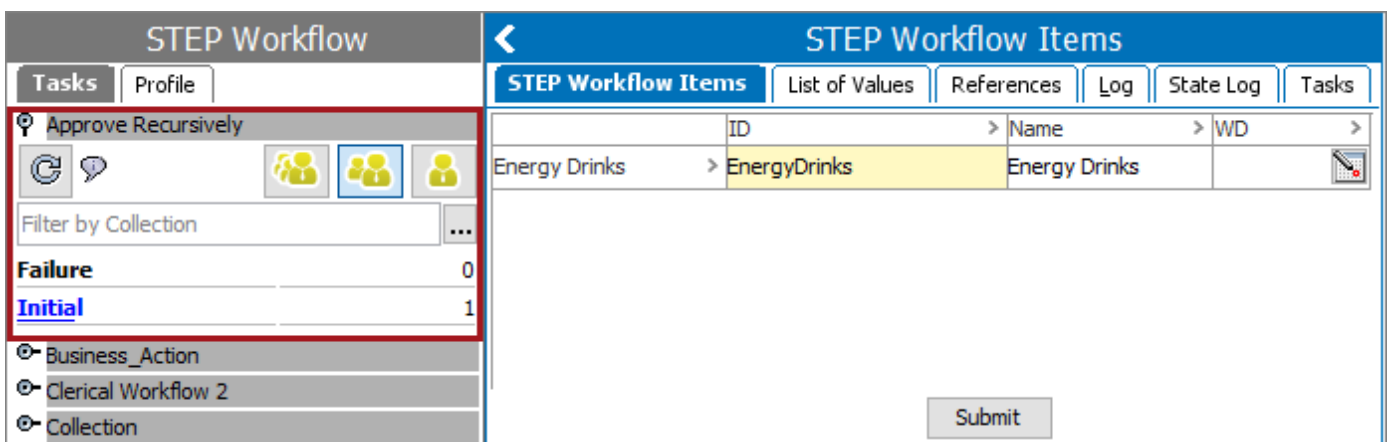 STEP Workflow
Tasks Profile
Approve Recursively
Filter by Collection ...
Failure 0
Initial 1
Business_Action
Clerical Workflow 2
Collection
STEP Workflow Items
STEP Workflow Items List of Values References Log State Log Tasks
ID > Name > WD >
Energy Drinks > EnergyDrinks Energy Drinks
Submit